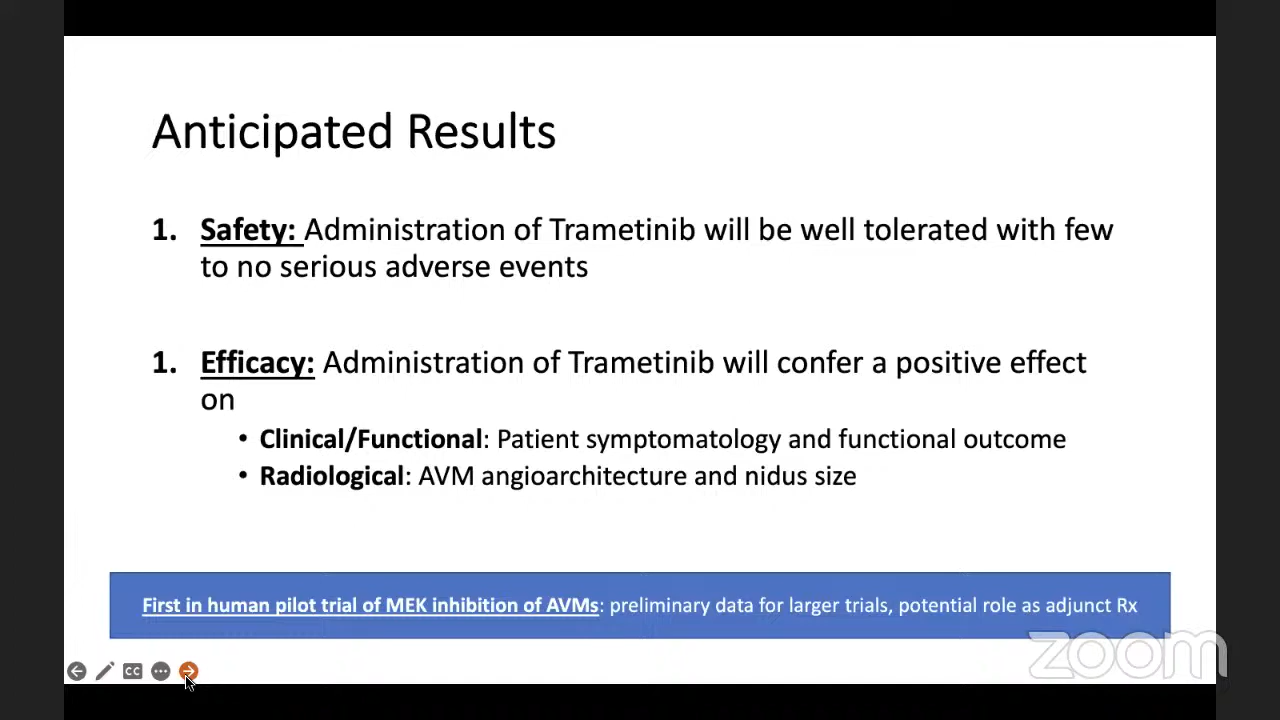 Anticipated Results
1. Safety: Administration of Trametinib will be well tolerated with few
to no serious adverse events
1. Efficacy: Administration of Trametinib will confer a positive effect
on
• Clinical/Functional: Patient symptomatology and functional outcome
• Radiological: AVM angioarchitecture and nidus size
First in human pilot trial of MEK inhibition of AVMs: preliminary data for larger trials, potential role as adjunct Rx
zoom
CC